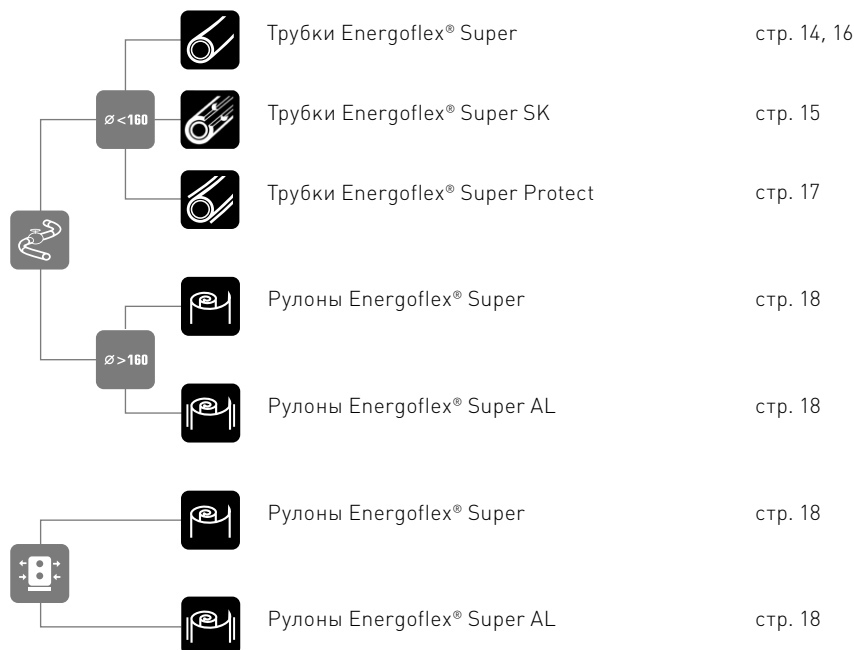 Трубки Energoflex® Super стр. 14, 16
ø<160 Трубки Energoflex® Super SK стр. 15
Трубки Energoflex® Super Protect стр. 17
Рулоны Energoflex® Super стр. 18
ø>160
Рулоны Energoflex® Super AL стр. 18
Рулоны Energoflex® Super стр. 18
Рулоны Energoflex® Super AL стр. 18